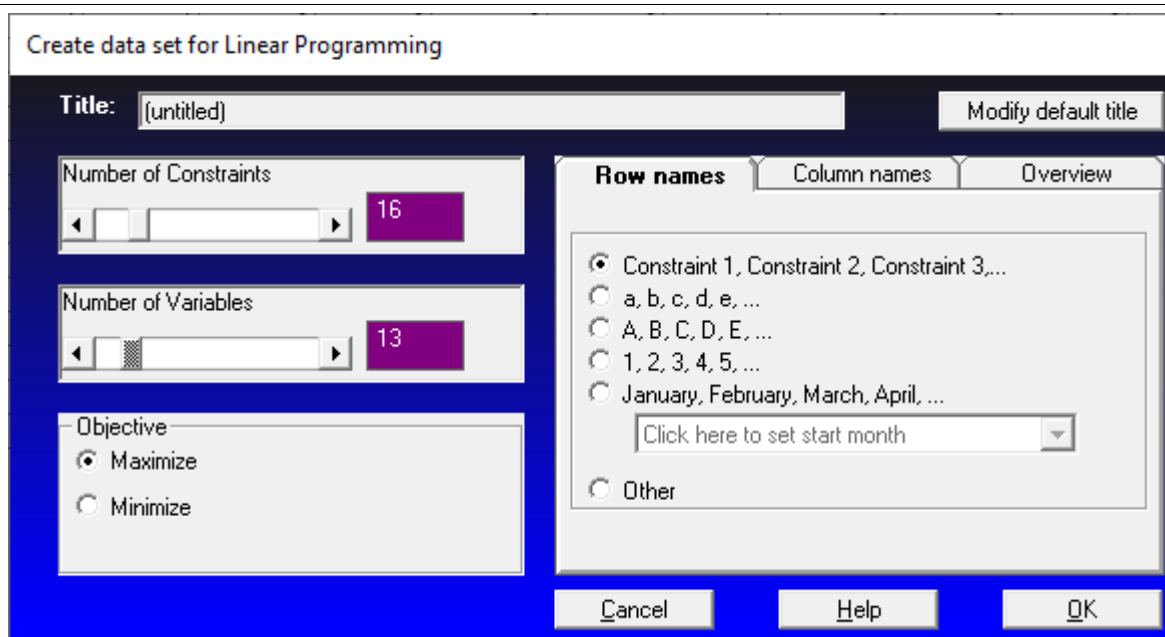 Create data set for Linear Programming
Title:
(untitled)
Modify default title
Number of Constraints
16
Number of Variables
13
Objective
Maximize
Minimize
Row names
Column names
Overview
Constraint 1, Constraint 2, Constraint 3,...
a, b, c, d, e, ...
A, B, C, D, E, ...
1, 2, 3, 4, 5, ...
January, February, March, April, ...
Click here to set start month
Other
Cancel
Help
OK